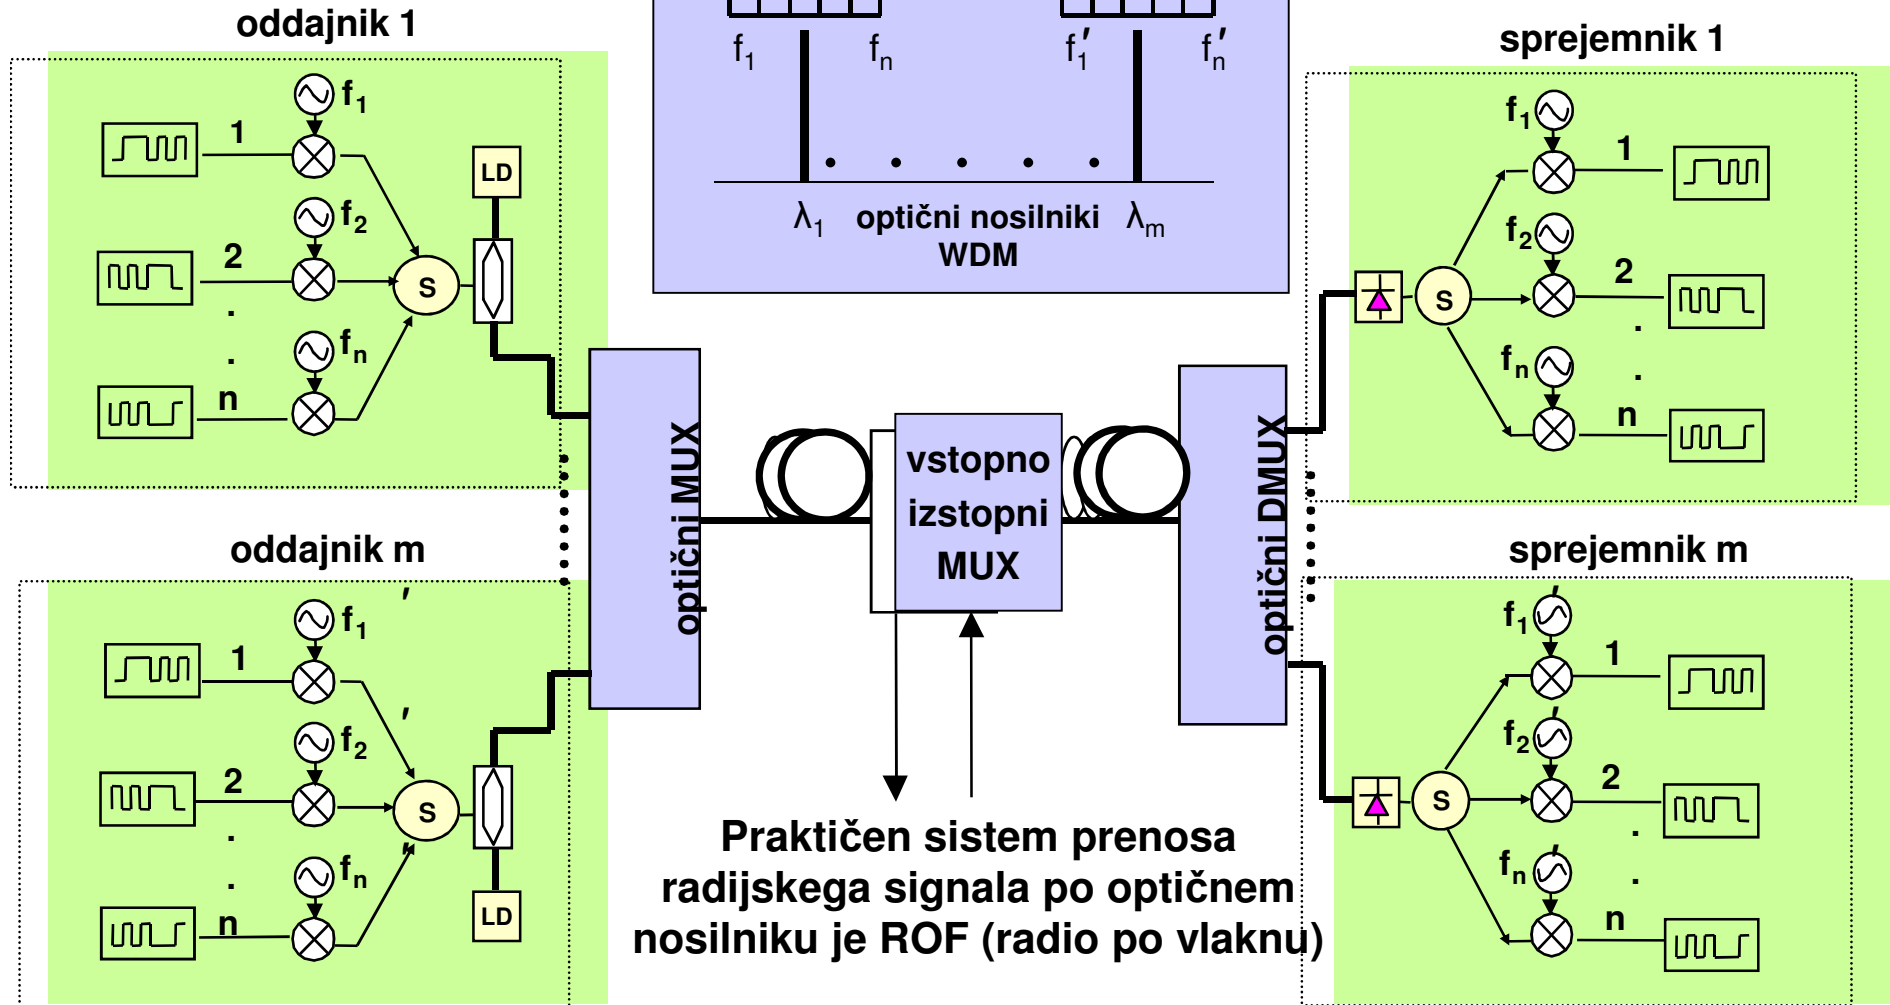 oddajnik 1
f1
1
f2
2
.
.
fn
n
S
LD
f1 fn f1′ fn′
. . . . .
λ1 optični nosilniki λm
WDM
sprejemnik 1
f1
1
f2
2
.
.
fn
n
S
optični MUX
vstopno
izstopni
MUX
optični DMUX
oddajnik m
f1′
1
f2′
2
.
.
fn′
n
S
LD
sprejemnik m
f1′
1
f2′
2
.
.
fn′
n
S
Praktičen sistem prenosa
radijskega signala po optičnem
nosilniku je ROF (radio po vlaknu)